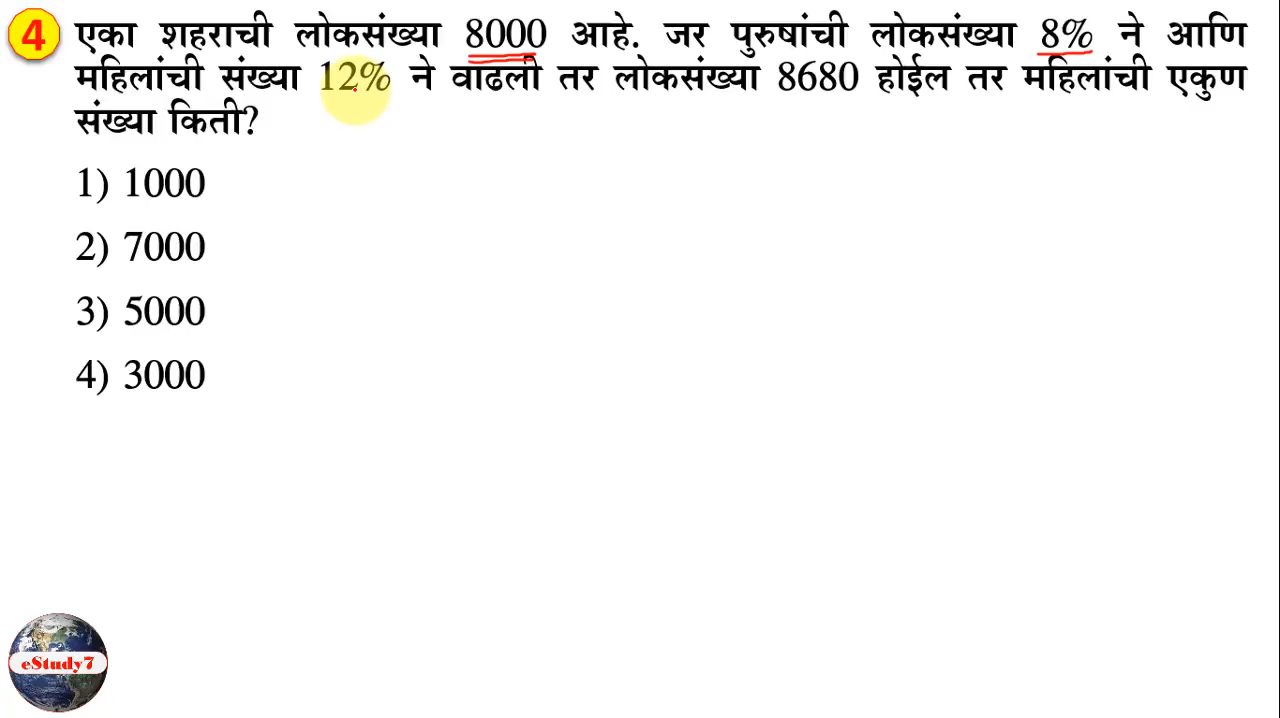 4 एका शहराची लोकसंख्या 8000 आहे. जर पुरुषांची लोकसंख्या 8% ने आणि
महिलांची संख्या 12% ने वाढली तर लोकसंख्या 8680 होईल तर महिलांची एकुण
संख्या किती?
1) 1000
2) 7000
3) 5000
4) 3000
eStudy7